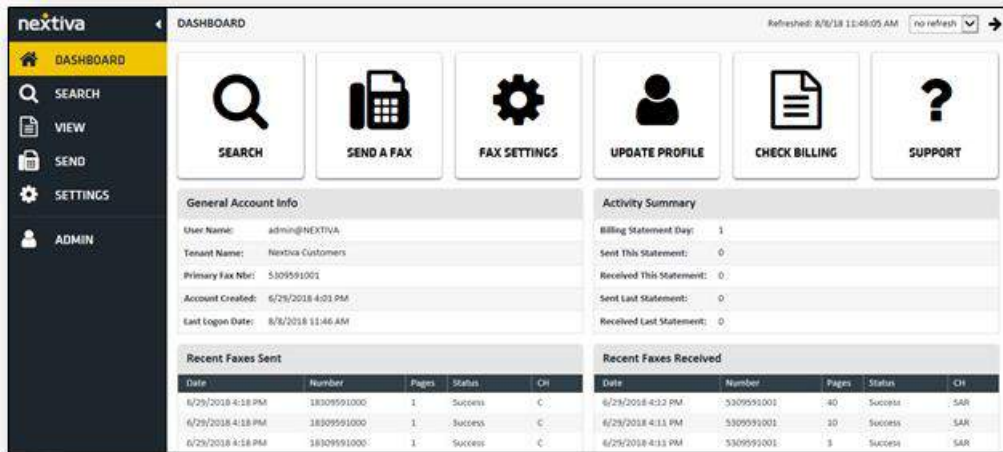 nextiva
DASHBOARD
Refreshed: 8/8/18 11:46:05 AM
no refresh
DASHBOARD
SEARCH
VIEW
SEND
SETTINGS
ADMIN
SEARCH
SEND A FAX
FAX SETTINGS
UPDATE PROFILE
CHECK BILLING
SUPPORT
General Account Info
User Name: admin@NEXTIVA
Tenant Name: Nextiva Customers
Primary Fax Nbr: 5309591001
Account Created: 6/29/2018 4:01 PM
Last Logon Date: 8/8/2018 11:46 AM
Activity Summary
Billing Statement Day: 1
Sent This Statement: 0
Received This Statement: 0
Sent Last Statement: 0
Received Last Statement: 0
Recent Faxes Sent
Date Number Pages Status CH
6/29/2018 4:18 PM 18309591000 1 Success C
6/29/2018 4:18 PM 18309591000 1 Success C
6/29/2018 4:18 PM 18309591000 1 Success C
Recent Faxes Received
Date Number Pages Status CH
6/29/2018 4:12 PM 5309591001 40 Success SAR
6/29/2018 4:11 PM 5309591001 10 Success SAR
6/29/2018 4:11 PM 5309591001 3 Success SAR